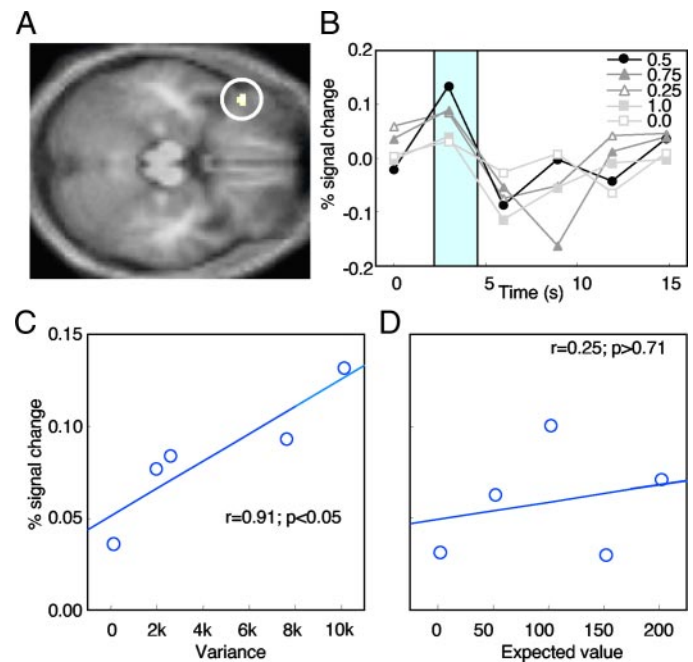 A
B
0.2
0.1
0.0
-0.1
-0.2
% signal change
0.5
0.75
0.25
1.0
0.0
0
5
10
15
Time (s)
C
0.15
0.10
0.05
0.00
% signal change
r=0.91; p<0.05
0
2k
4k
6k
8k
10k
Variance
D
r=0.25; p>0.71
0
50
100
150
200
Expected value